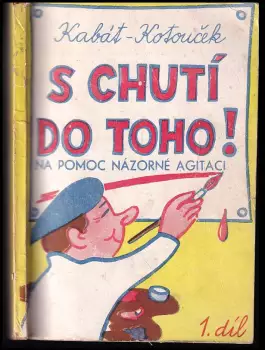 Kabát-Kotouček
S CHUTÍ
DO TOHO!
NA POMOC NÁZORNÉ AGITACI
1. díl